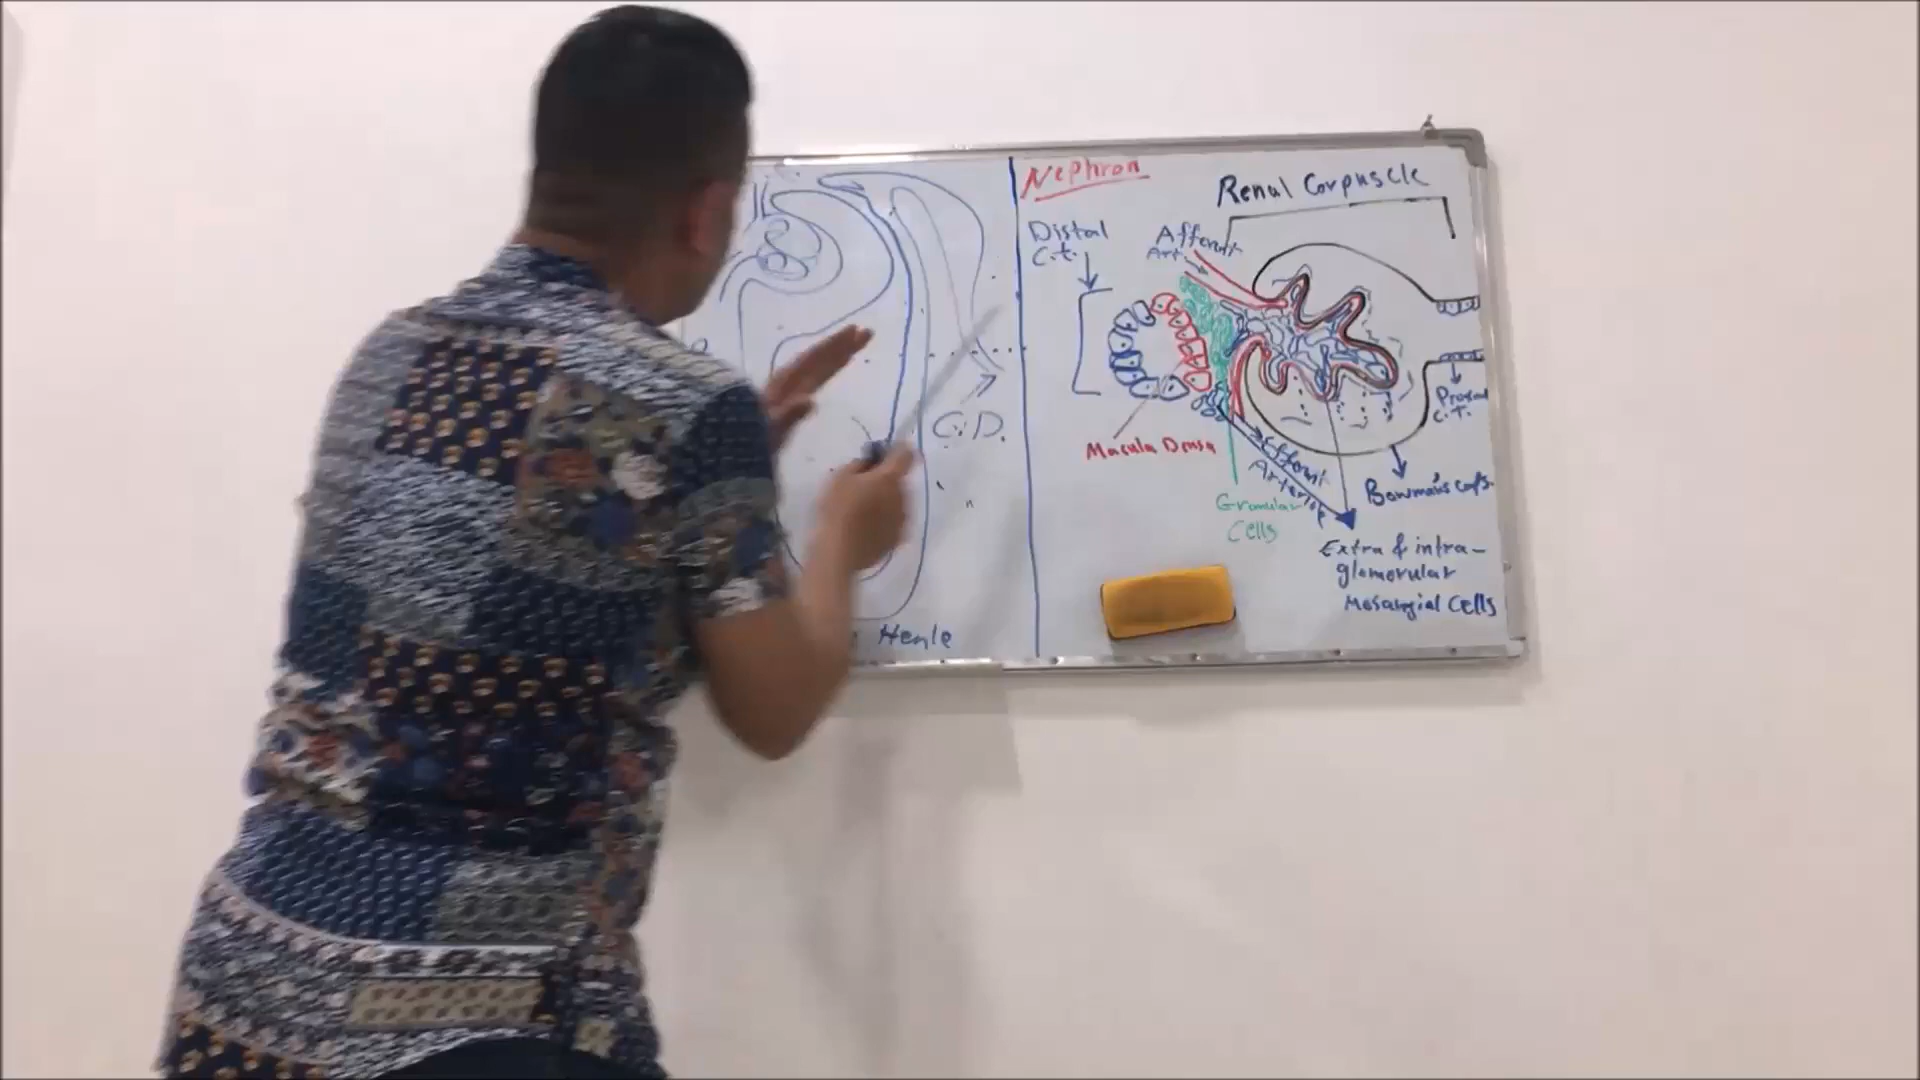 C.D.
Henle
Nephron
Renal Corpuscle
Distal
C.t.
Afferent
Art.
Macula Densa
Granular
Cells
Efferent
Arteriole
Proximal
C.T.
Bowman's Caps.
Extra & intra-
glomerular
Mesangial Cells